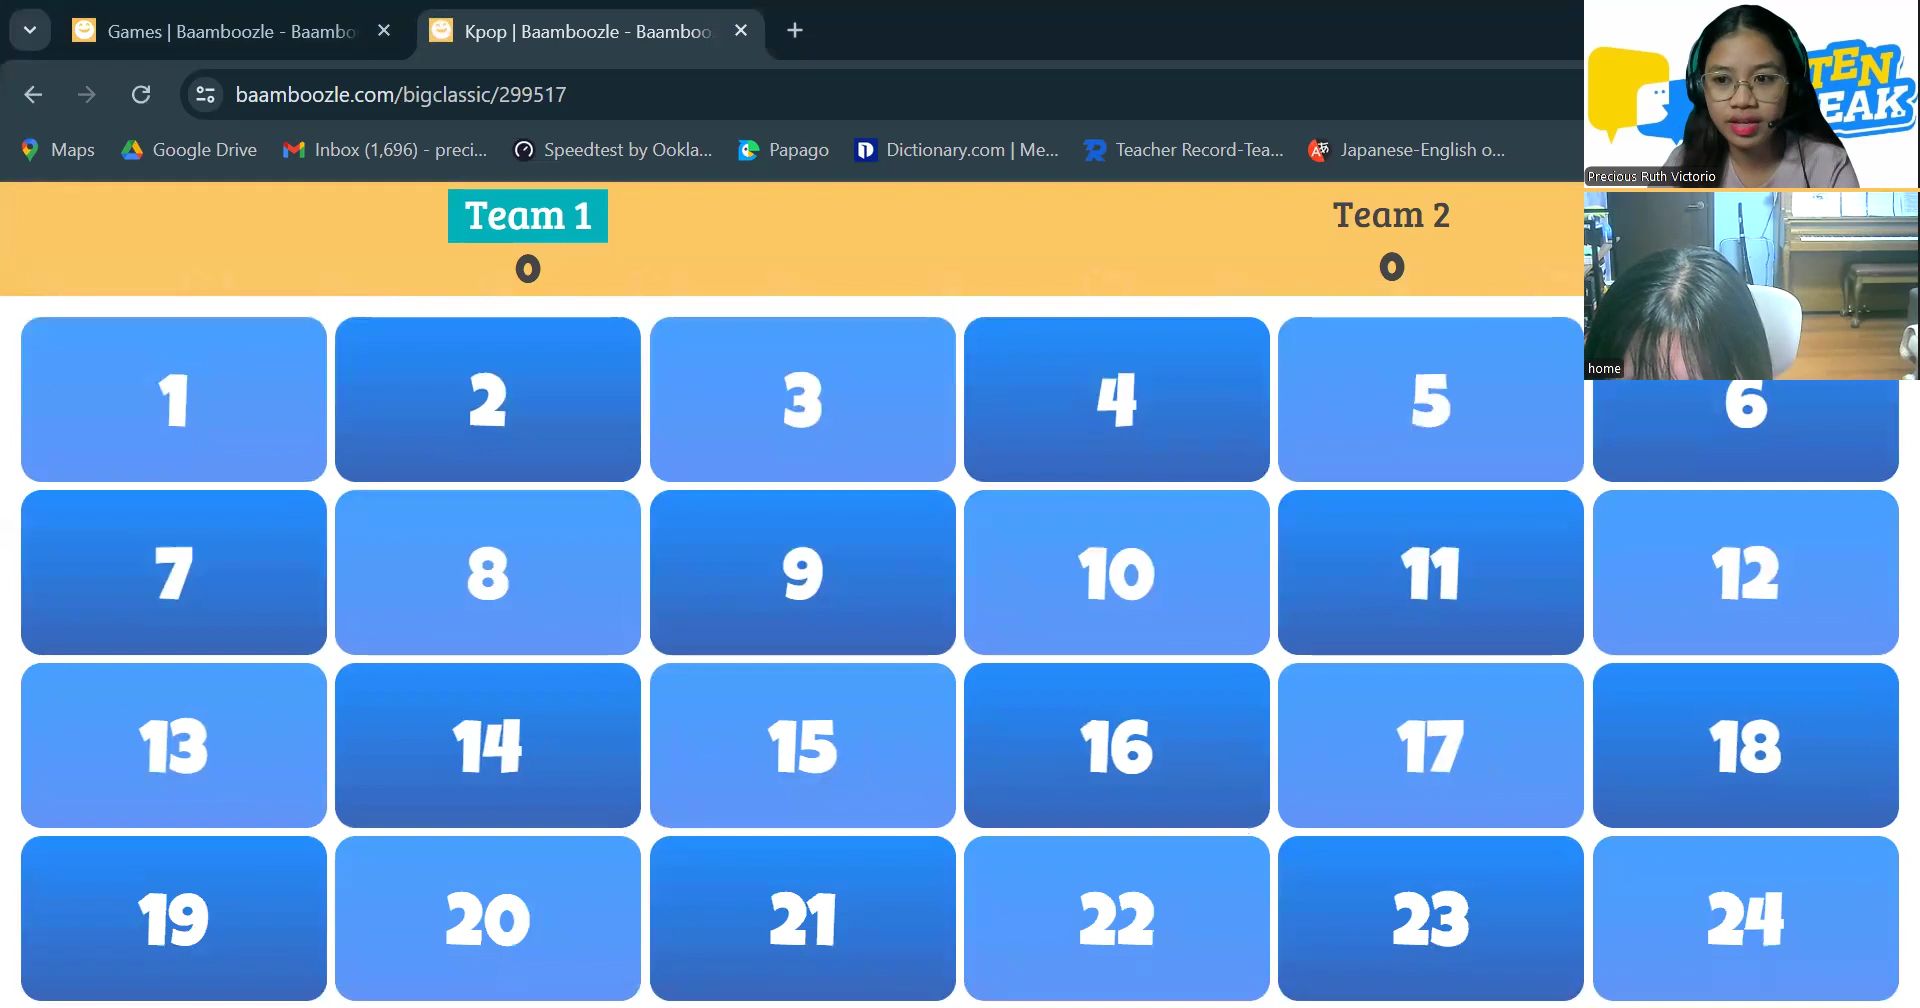 Games | Baamboozle - Baambo
Kpop | Baamboozle - Baamboo
baamboozle.com/bigclassic/299517
Maps
Google Drive
Inbox (1,696) - preci...
Speedtest by Ookla...
Papago
Dictionary.com | Me...
Teacher Record-Tea...
Japanese-English o...
TEN
EAK
Precious Ruth Victorio
home
Team 1
0
Team 2
0
1
2
3
4
5
6
7
8
9
10
11
12
13
14
15
16
17
18
19
20
21
22
23
24